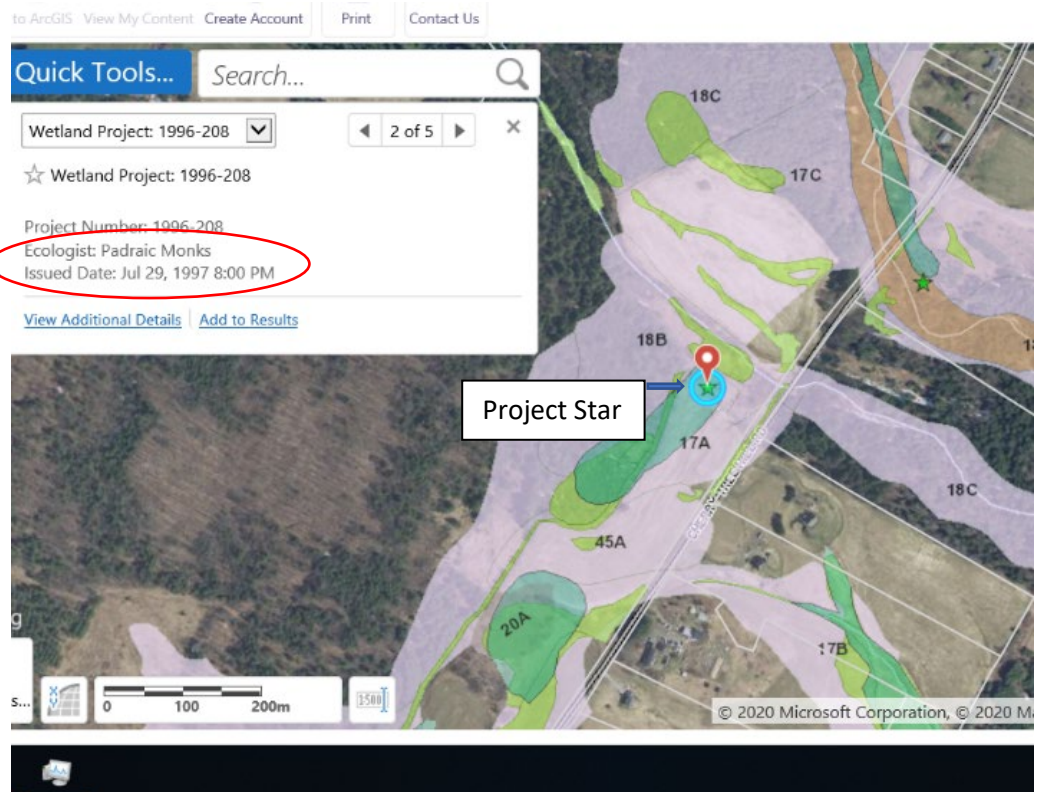 to ArcGIS View My Content Create Account Print Contact Us
Quick Tools... Search...
Wetland Project: 1996-208 2 of 5 ×
Wetland Project: 1996-208
Project Number: 1996-208
Ecologist: Padraic Monks
Issued Date: Jul 29, 1997 8:00 PM
View Additional Details Add to Results
18C
17C
18B
Project Star
17A
18C
45A
20A
17B
g
s...
0 100 200m
1:500
© 2020 Microsoft Corporation, © 2020 M